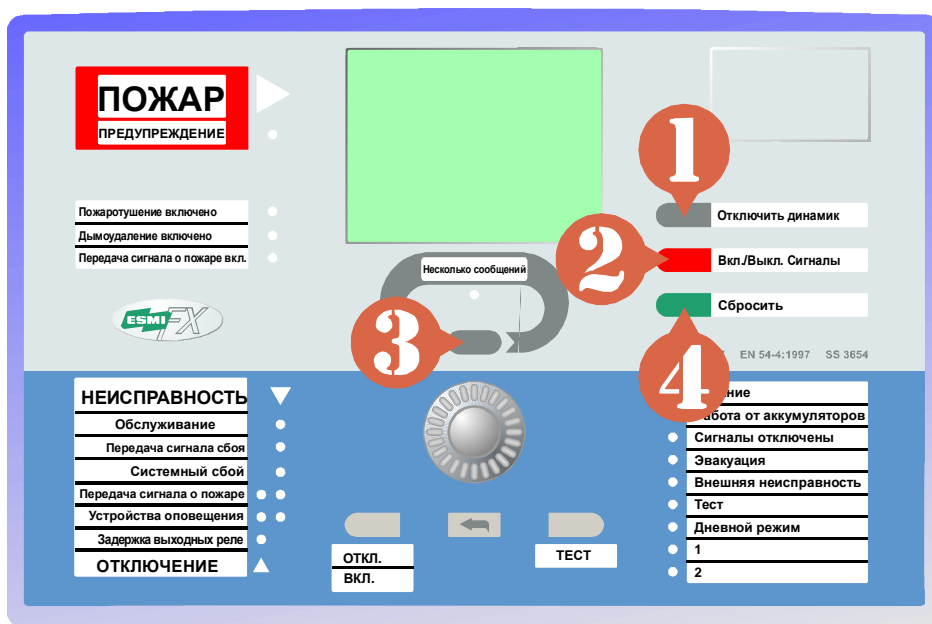 ПОЖАР
ПРЕДУПРЕЖДЕНИЕ
1
Пожаротушение включено
Дымоудаление включено
Передача сигнала о пожаре вкл.
Отключить динамик
2
Вкл./Выкл. Сигналы
Несколько сообщений
Сбросить
ESMI FX
3
4
EN 54-4:1997 SS 3654
НЕИСПРАВНОСТЬ
Обслуживание
Передача сигнала сбоя
Системный сбой
Передача сигнала о пожаре
Устройства оповещения
Задержка выходных реле
ОТКЛЮЧЕНИЕ
ОТКЛ.
ВКЛ.
ТЕСТ
Работа от аккумуляторов
Сигналы отключены
Эвакуация
Внешняя неисправность
Тест
Дневной режим
1
2